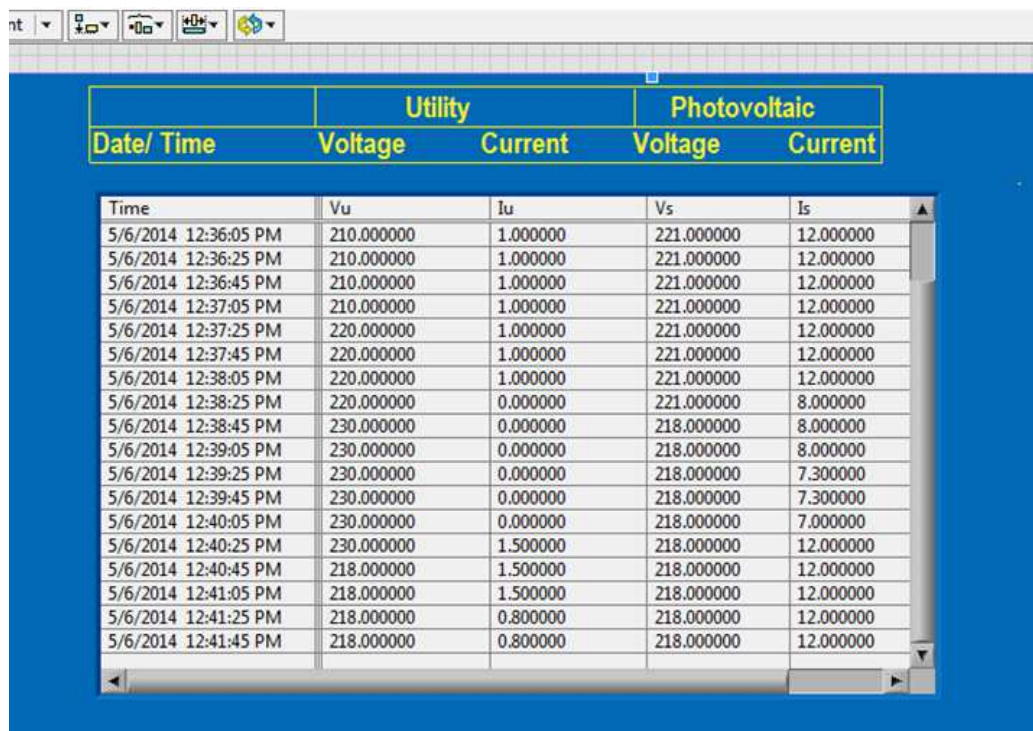 nt
Utility Photovoltaic
Date/ Time Voltage Current Voltage Current
Time Vu Iu Vs Is
5/6/2014 12:36:05 PM 210.000000 1.000000 221.000000 12.000000
5/6/2014 12:36:25 PM 210.000000 1.000000 221.000000 12.000000
5/6/2014 12:36:45 PM 210.000000 1.000000 221.000000 12.000000
5/6/2014 12:37:05 PM 210.000000 1.000000 221.000000 12.000000
5/6/2014 12:37:25 PM 220.000000 1.000000 221.000000 12.000000
5/6/2014 12:37:45 PM 220.000000 1.000000 221.000000 12.000000
5/6/2014 12:38:05 PM 220.000000 1.000000 221.000000 12.000000
5/6/2014 12:38:25 PM 220.000000 0.000000 221.000000 8.000000
5/6/2014 12:38:45 PM 230.000000 0.000000 218.000000 8.000000
5/6/2014 12:39:05 PM 230.000000 0.000000 218.000000 8.000000
5/6/2014 12:39:25 PM 230.000000 0.000000 218.000000 7.300000
5/6/2014 12:39:45 PM 230.000000 0.000000 218.000000 7.300000
5/6/2014 12:40:05 PM 230.000000 0.000000 218.000000 7.000000
5/6/2014 12:40:25 PM 230.000000 1.500000 218.000000 12.000000
5/6/2014 12:40:45 PM 218.000000 1.500000 218.000000 12.000000
5/6/2014 12:41:05 PM 218.000000 1.500000 218.000000 12.000000
5/6/2014 12:41:25 PM 218.000000 0.800000 218.000000 12.000000
5/6/2014 12:41:45 PM 218.000000 0.800000 218.000000 12.000000